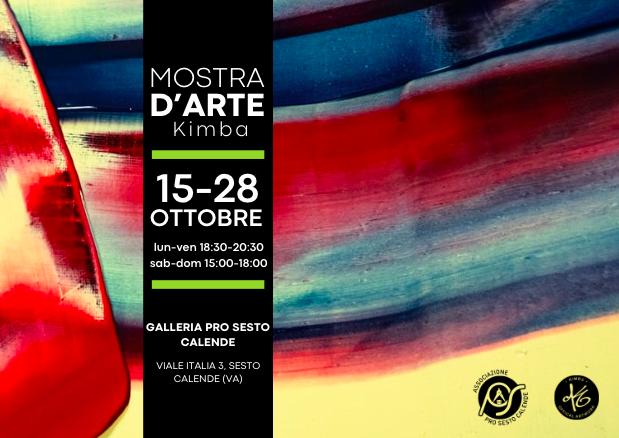 MOSTRA
D'ARTE
Kimba
15-28
OTTOBRE
lun-ven 18:30-20:30
sab-dom 15:00-18:00
GALLERIA PRO SESTO
CALENDE
VIALE ITALIA 3, SESTO
CALENDE (VA)
ASSOCIAZIONE
PRO SESTO CALENDE
KIMBA